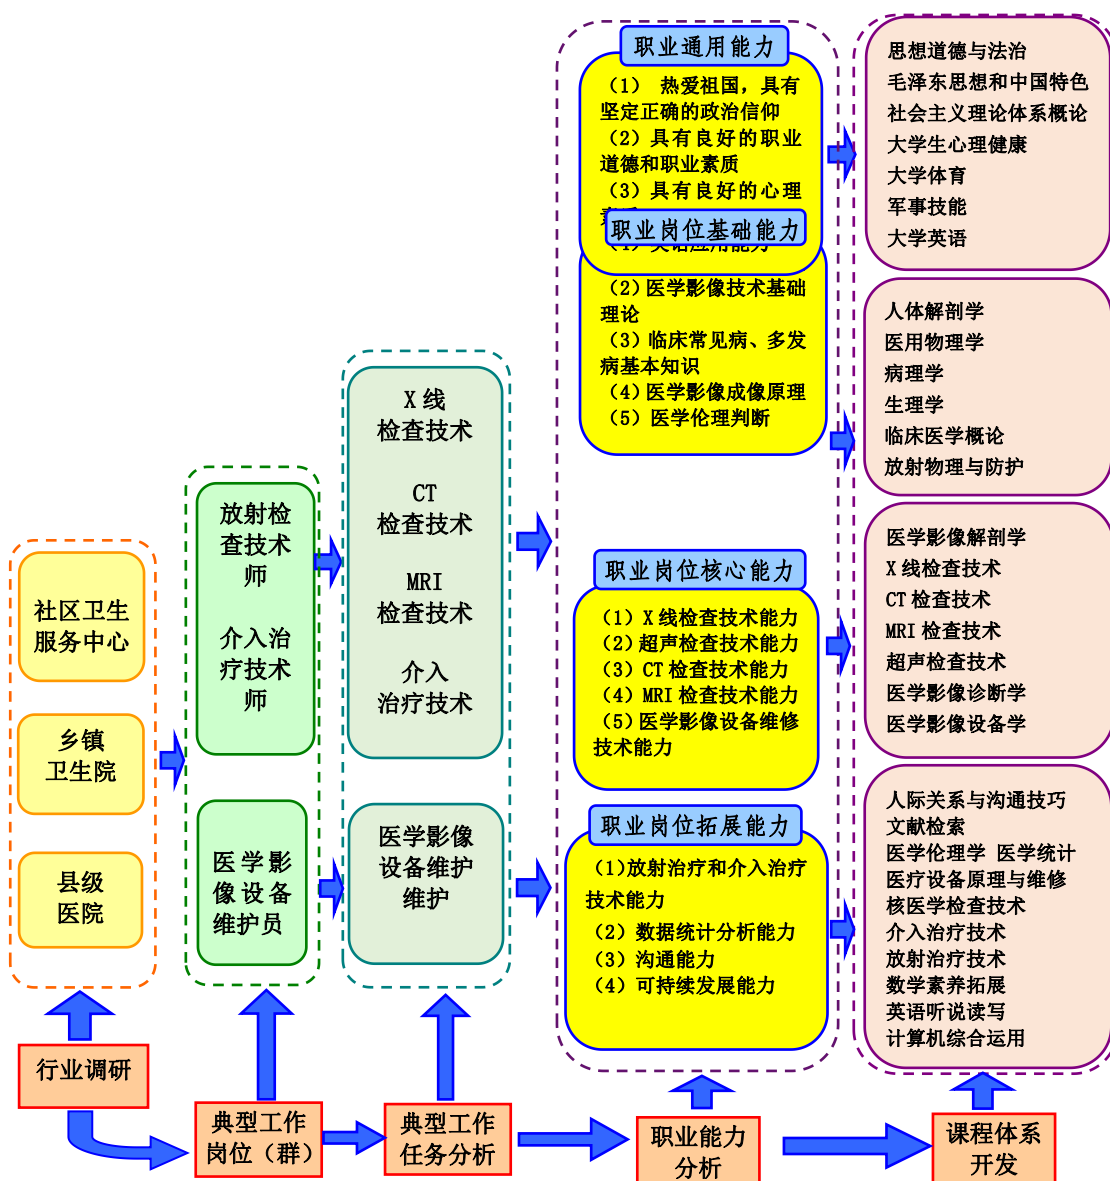 社区卫生
服务中心
乡镇
卫生院
县级
医院
行业调研
放射检
查技术
师
介入治
疗技术
师
医学影
像设备
维护员
典型工作
岗位（群）
X 线
检查技术
CT
检查技术
MRI
检查技术
介入
治疗技术
医学影像
设备维护
维护
典型工作
任务分析
职业通用能力
（1） 热爱祖国，具有
坚定正确的政治信仰
（2）具有良好的职业
道德和职业素质
（3）具有良好的心理
职业岗位基础能力
（2）医学影像技术基础
理论
（3）临床常见病、多发
病基本知识
（4）医学影像成像原理
（5）医学伦理判断
职业岗位核心能力
（1）X 线检查技术能力
（2）超声检查技术能力
（3）CT 检查技术能力
（4）MRI 检查技术能力
（5）医学影像设备维修
技术能力
职业岗位拓展能力
（1)放射治疗和介入治疗
技术能力
（2）数据统计分析能力
（3）沟通能力
（4）可持续发展能力
职业能力
分析
思想道德与法治
毛泽东思想和中国特色
社会主义理论体系概论
大学生心理健康
大学体育
军事技能
大学英语
人体解剖学
医用物理学
病理学
生理学
临床医学概论
放射物理与防护
医学影像解剖学
X 线检查技术
CT 检查技术
MRI 检查技术
超声检查技术
医学影像诊断学
医学影像设备学
人际关系与沟通技巧
文献检索
医学伦理学 医学统计
医疗设备原理与维修
核医学检查技术
介入治疗技术
放射治疗技术
数学素养拓展
英语听说读写
计算机综合运用
课程体系
开发